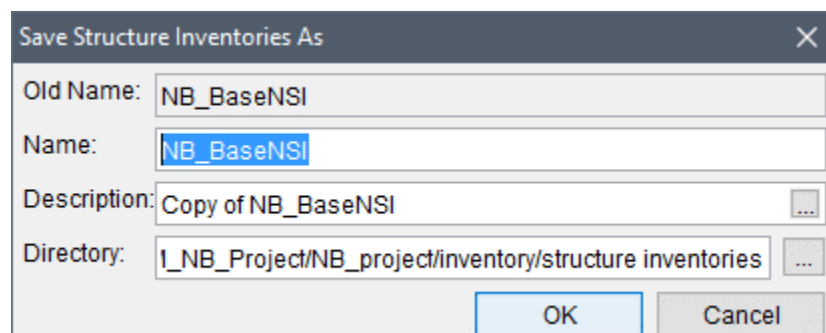 Save Structure Inventories As
Old Name: NB_BaseNSI
Name: NB_BaseNSI
Description: Copy of NB_BaseNSI ...
Directory: _NB_Project/NB_project/inventory/structure inventories ...
OK Cancel